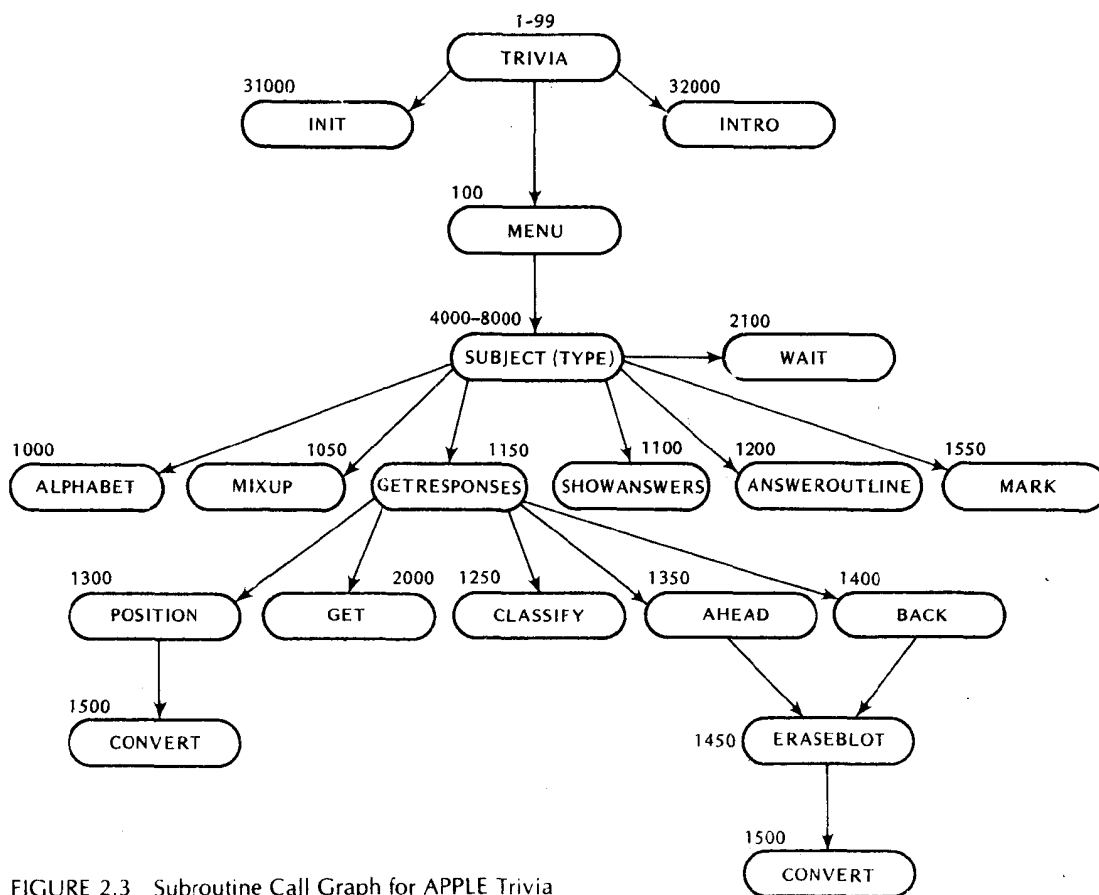 1-99
TRIVIA
31000
INIT
32000
INTRO
100
MENU
4000-8000
SUBJECT (TYPE)
2100
WAIT
1000
ALPHABET
1050
MIXUP
1150
GETRESPONSES
1100
SHOWANSWERS
1200
ANSWEROUTLINE
1550
MARK
1300
POSITION
2000
GET
1250
CLASSIFY
1350
AHEAD
1400
BACK
1500
CONVERT
1450
ERASEBLOT
1500
CONVERT
FIGURE 2.3 Subroutine Call Graph for APPLE Trivia